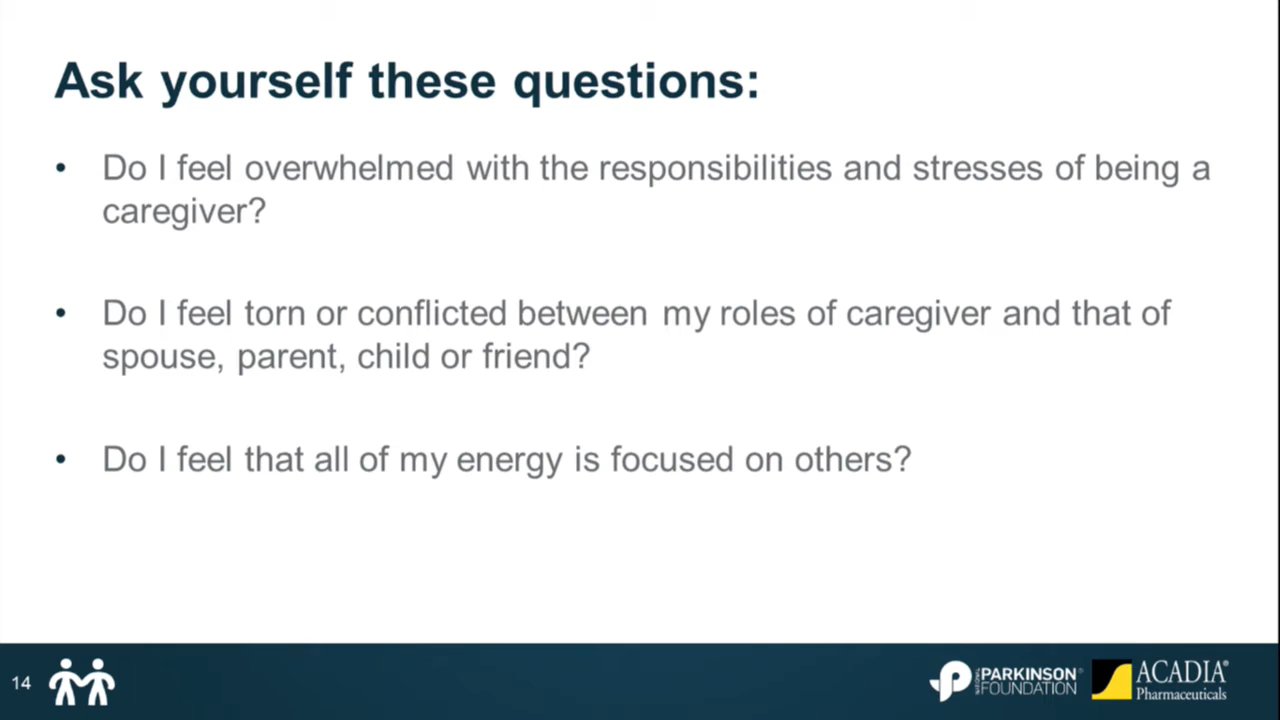 Ask yourself these questions:
• Do I feel overwhelmed with the responsibilities and stresses of being a
caregiver?
• Do I feel torn or conflicted between my roles of caregiver and that of
spouse, parent, child or friend?
• Do I feel that all of my energy is focused on others?
14
NATIONAL
PARKINSON®
FOUNDATION
ACADIA®
Pharmaceuticals